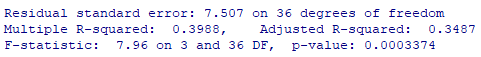 Residual standard error: 7.507 on 36 degrees of freedom
Multiple R-squared:  0.3988,    Adjusted R-squared:  0.3487
F-statistic:  7.96 on 3 and 36 DF,  p-value: 0.0003374